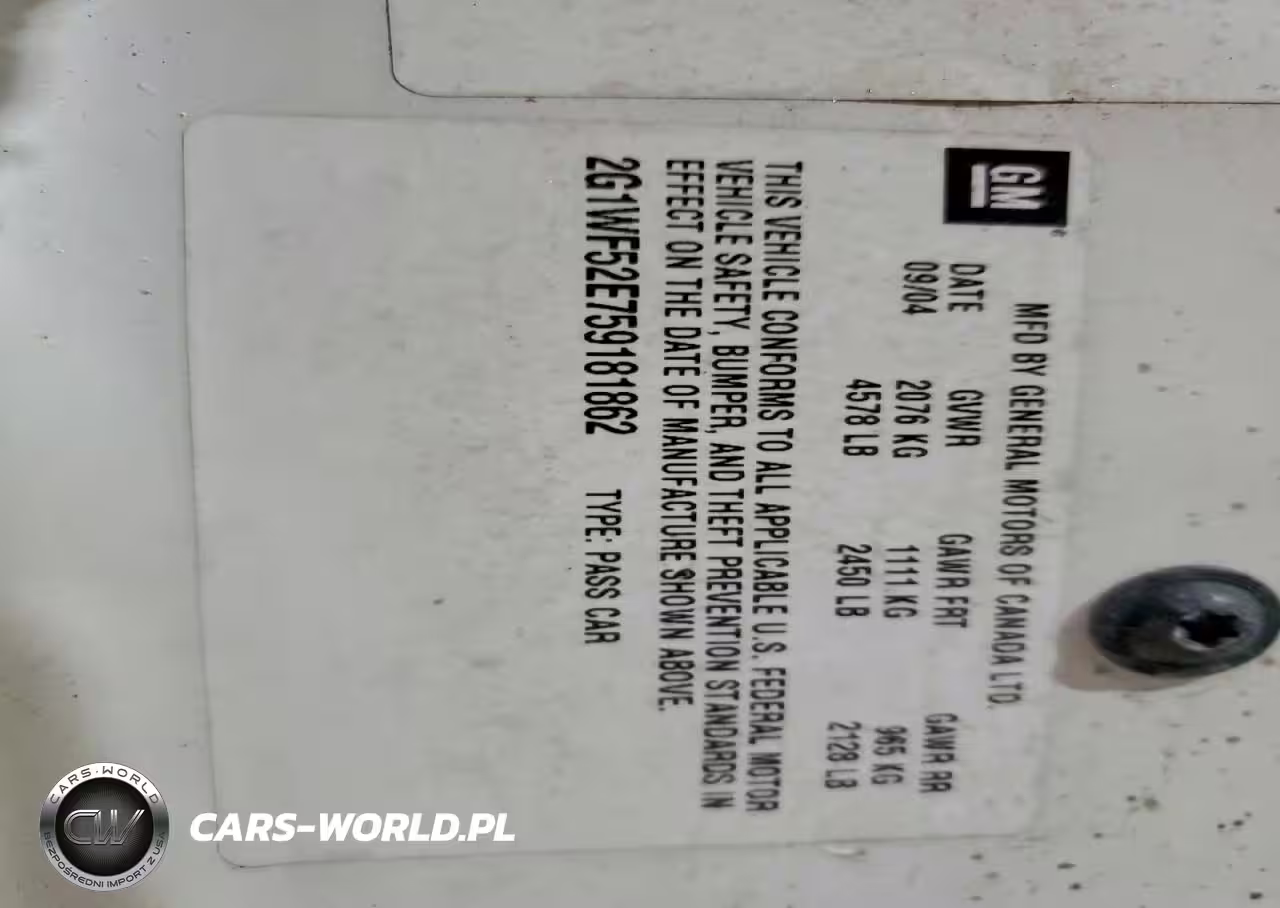 GM
MFD BY GENERAL MOTORS OF CANADA LTD.
DATE GVWR GAWR FRT GAWR RR
09/04 2076 KG 1111 KG 965 KG
4578 LB 2450 LB 2128 LB
THIS VEHICLE CONFORMS TO ALL APPLICABLE U.S. FEDERAL MOTOR
VEHICLE SAFETY, BUMPER, AND THEFT PREVENTION STANDARDS IN
EFFECT ON THE DATE OF MANUFACTURE SHOWN ABOVE.
2G1WF52E759181862 TYPE: PASS CAR
CARS-WORLD
CW
BEZPOŚREDNI IMPORT Z USA
CARS-WORLD.PL